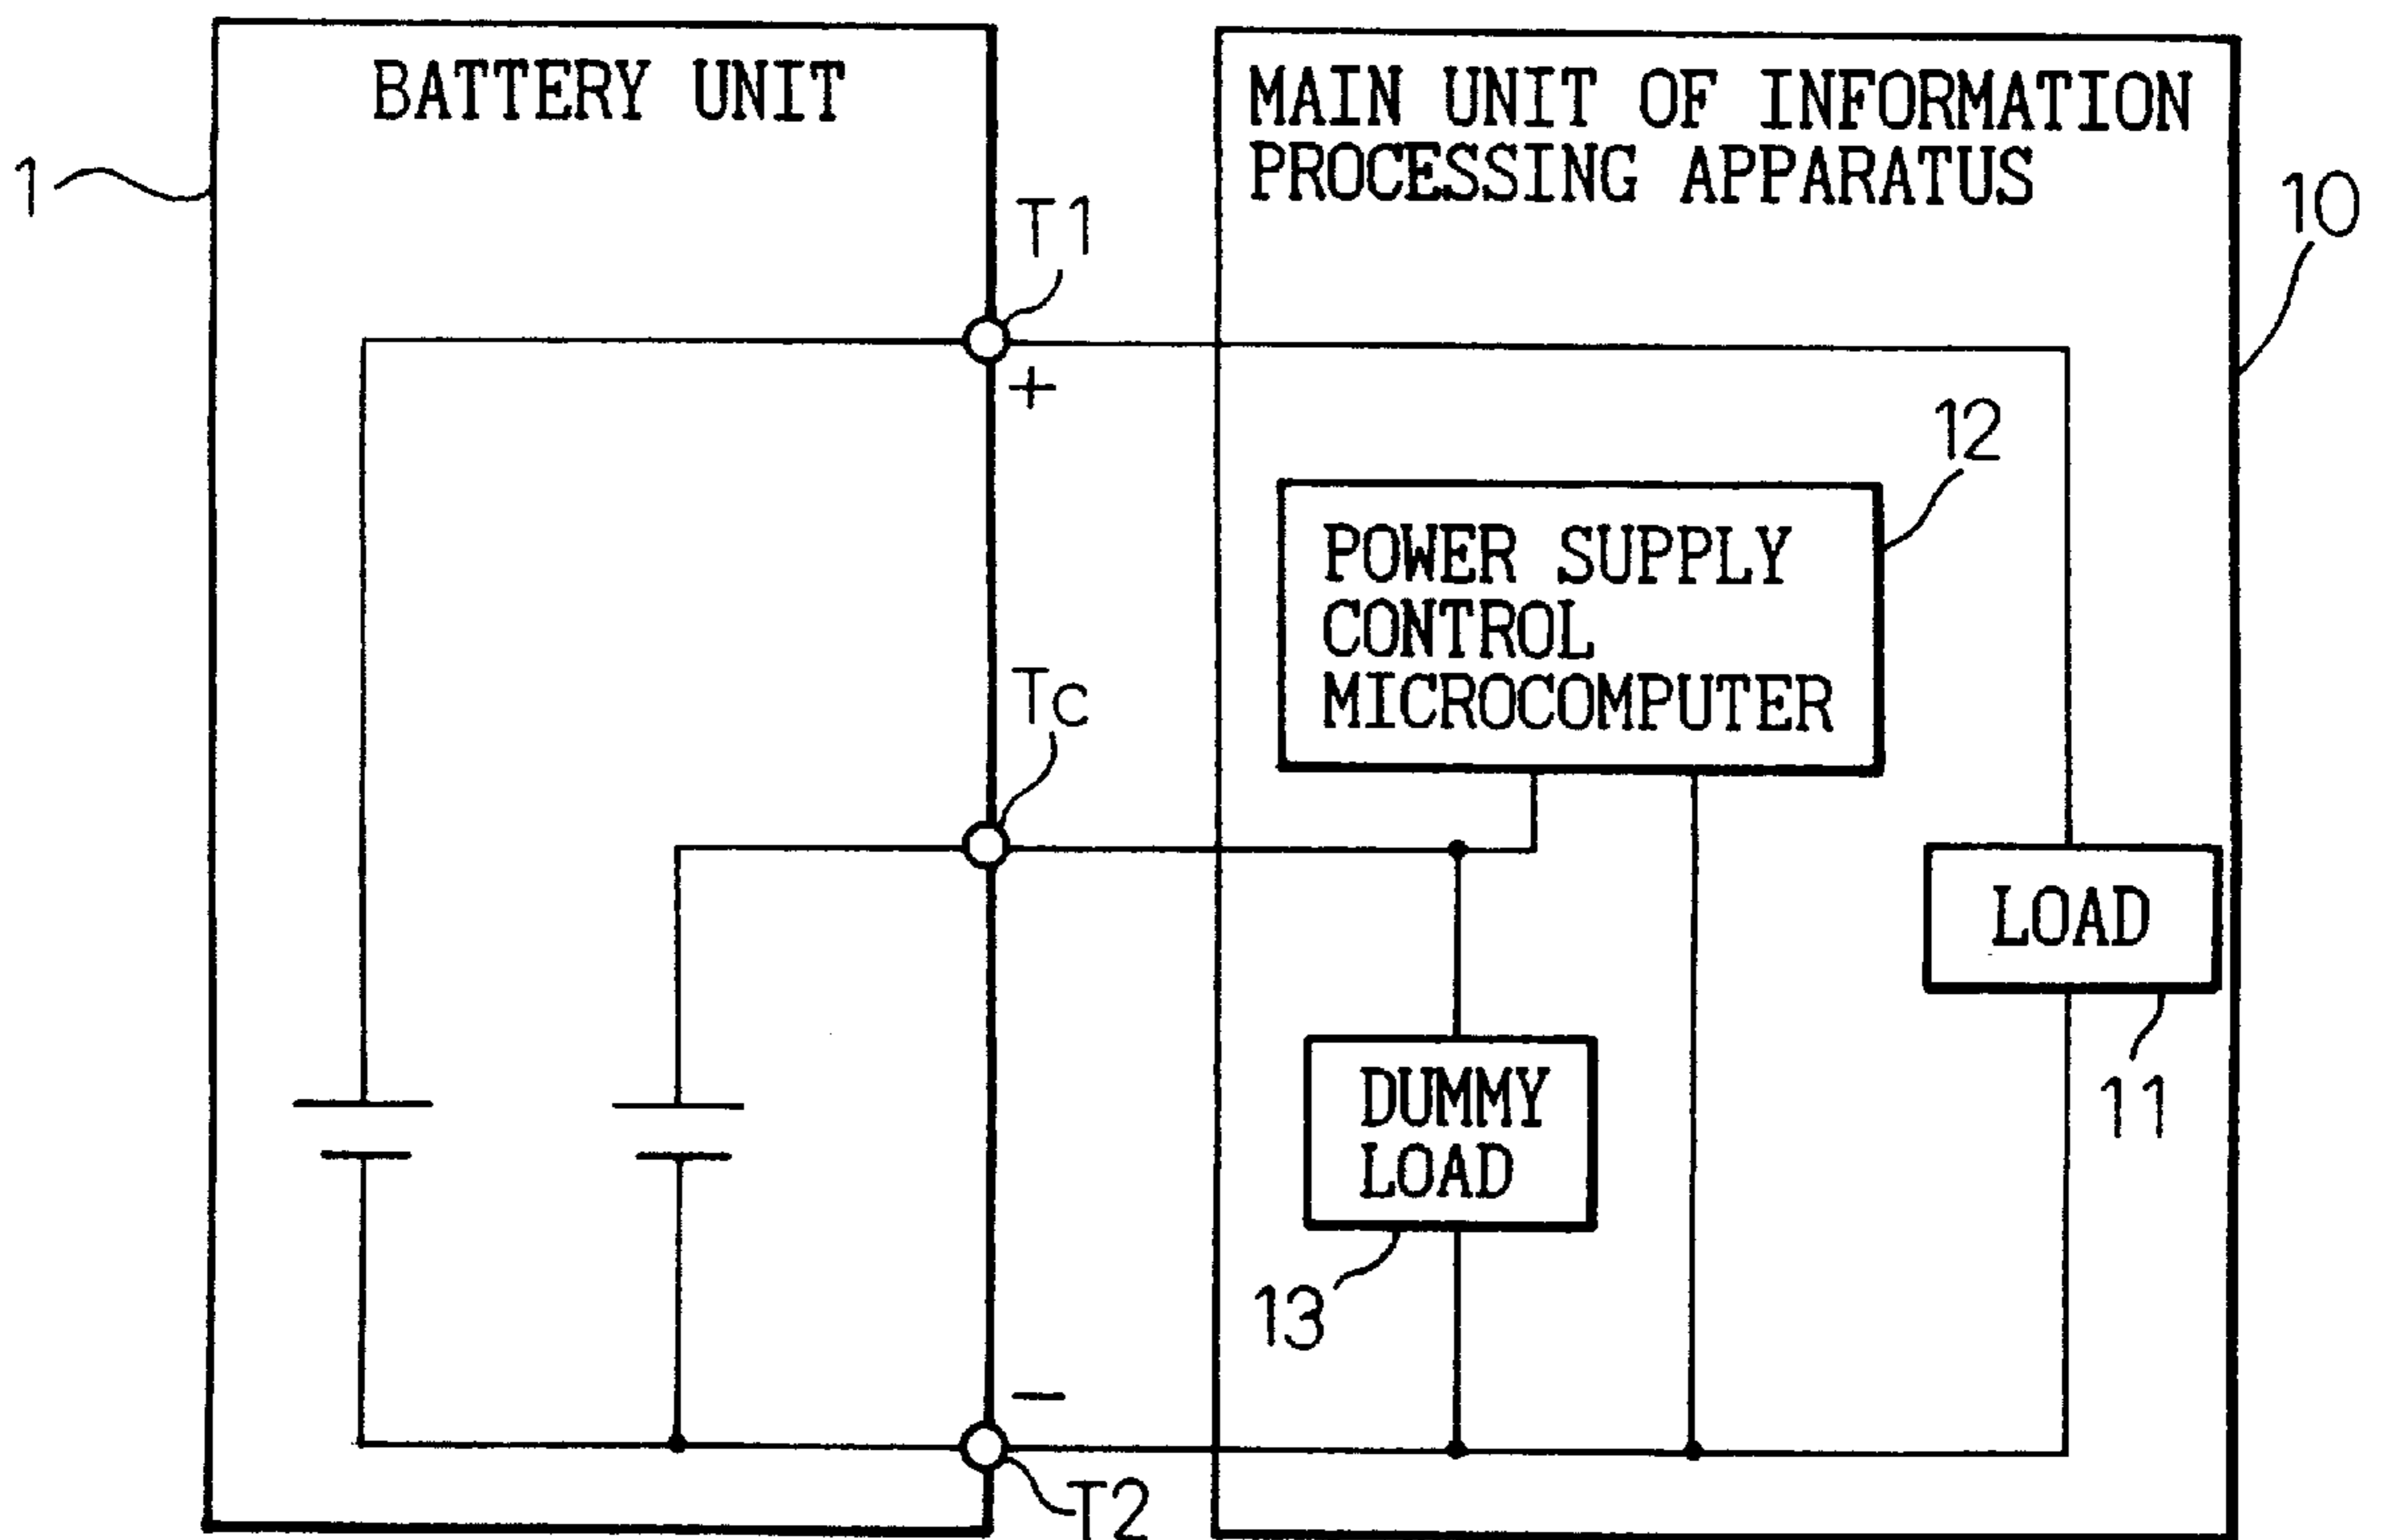 BATTERY UNIT
MAIN UNIT OF INFORMATION
PROCESSING APPARATUS
1
10
T1
+
12
POWER SUPPLY
CONTROL
MICROCOMPUTER
Tc
LOAD
11
DUMMY
LOAD
13
−
T2